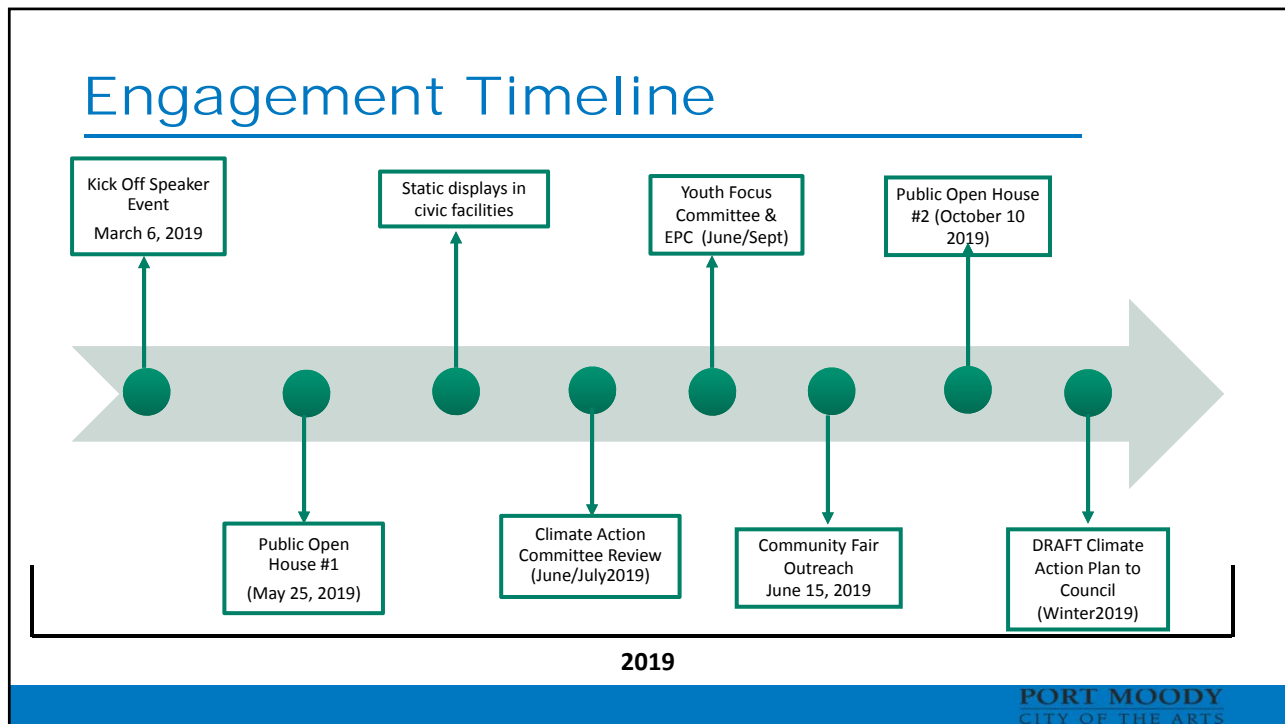 Engagement Timeline
Kick Off Speaker
Event
March 6, 2019
Public Open
House #1
(May 25, 2019)
Static displays in
civic facilities
Climate Action
Committee Review
(June/July2019)
Youth Focus
Committee &
EPC (June/Sept)
Community Fair
Outreach
June 15, 2019
Public Open House
#2 (October 10
2019)
DRAFT Climate
Action Plan to
Council
(Winter2019)
2019
PORT MOODY
CITY OF THE ARTS